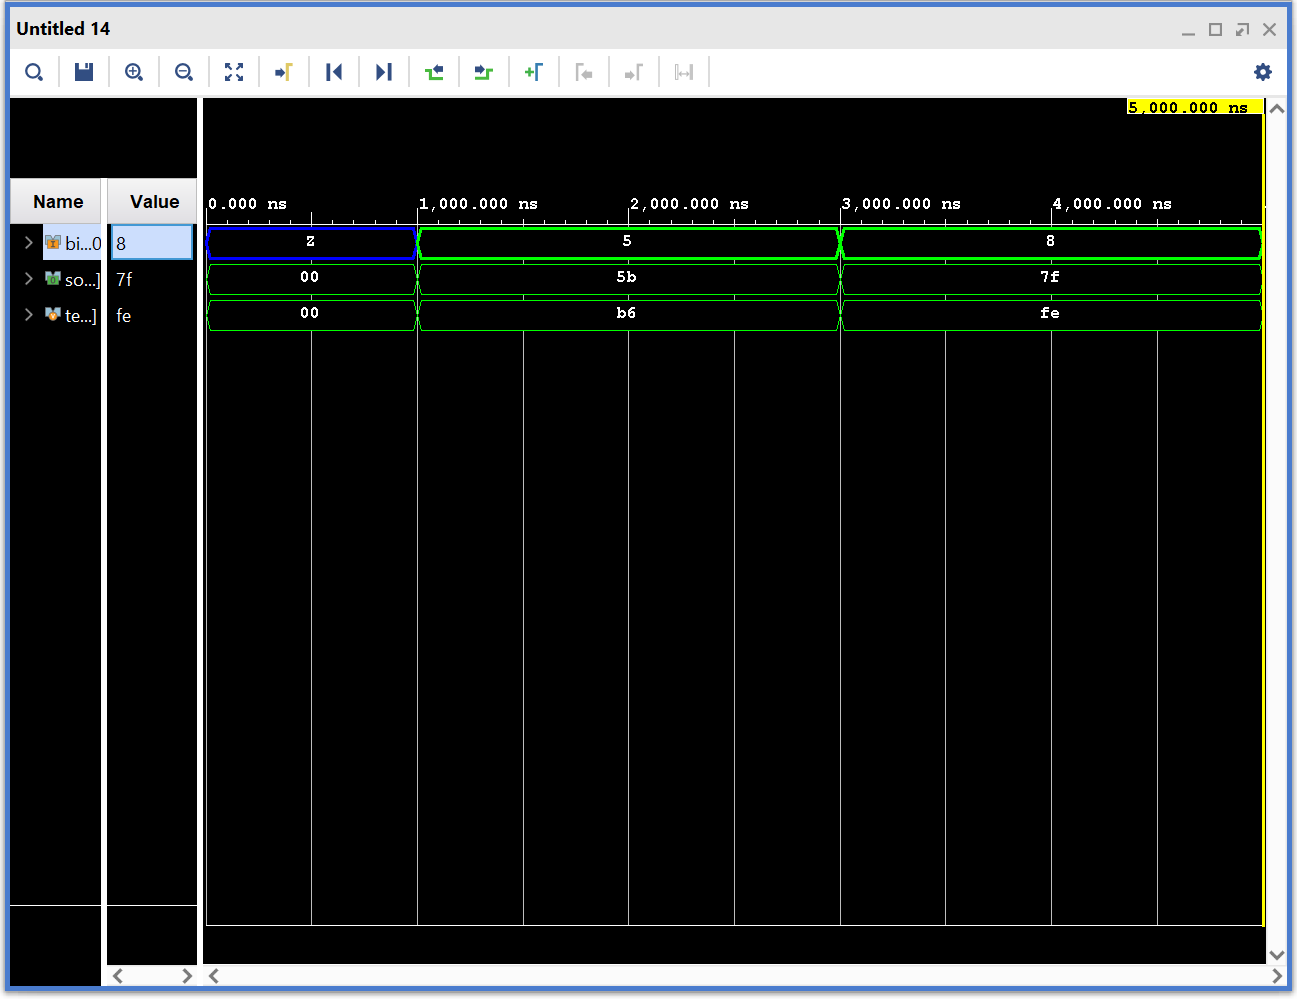 Untitled 14
5,000.000 ns
Name Value
0.000 ns 1,000.000 ns 2,000.000 ns 3,000.000 ns 4,000.000 ns
bi...0 8 Z 5 8
so...] 7f 00 5b 7f
te...] fe 00 b6 fe